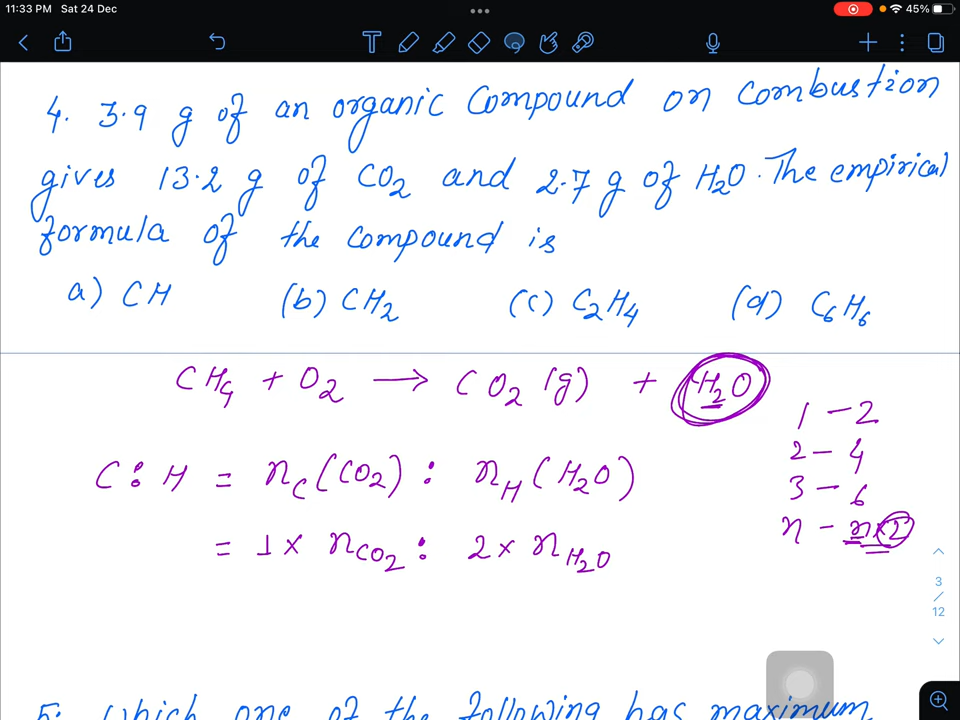 11:33 PM Sat 24 Dec
45%
4. 3.9 g of an organic compound on combustion
gives 13.2 g of CO2 and 2.7 g of H2O. The empirical
formula of the compound is
a) CH (b) CH2 (c) C2H4 (d) C6H6
CH4 + O2 → CO2 (g) + H2O
1 - 2
2 - 4
3 - 6
n - n×2
C : H = nC(CO2) : nH(H2O)
= 1 × nCO2 : 2 × nH2O
3
/
12
5. Which one of the following has maximum